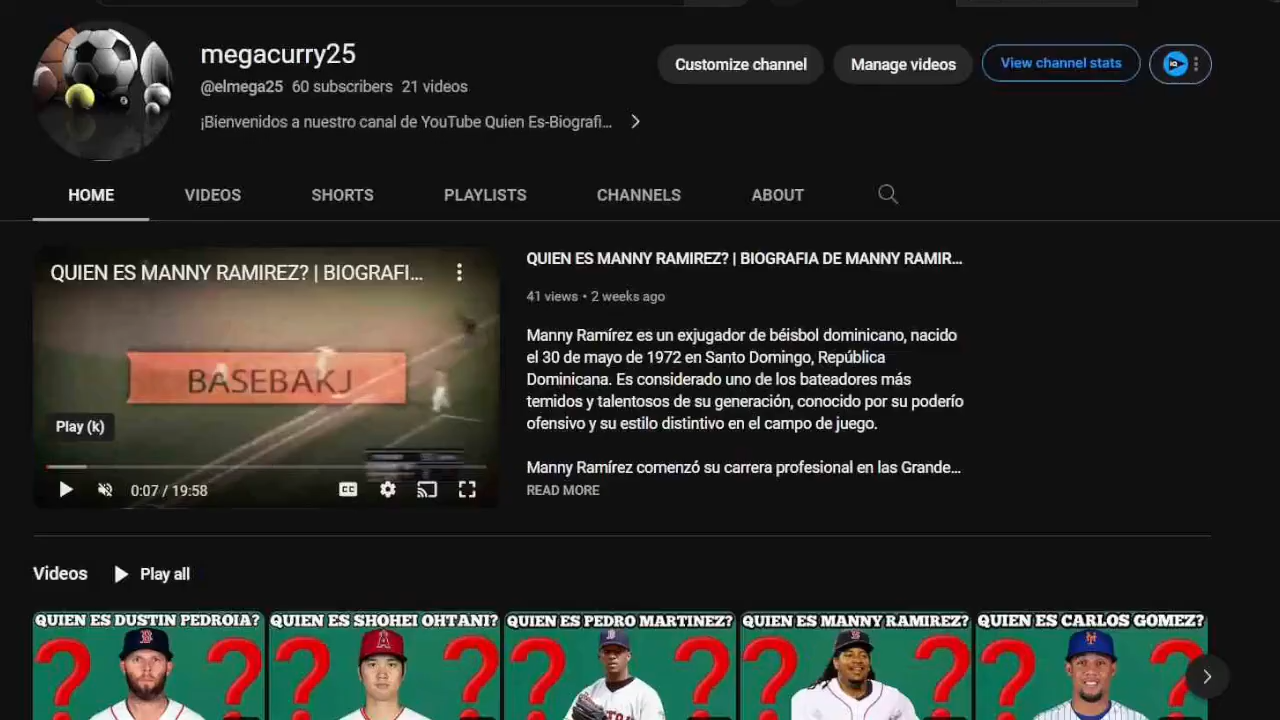 megacurry25
Customize channel
Manage videos
View channel stats
@elmega25 60 subscribers 21 videos
¡Bienvenidos a nuestro canal de YouTube Quien Es-Biografi...
HOME VIDEOS SHORTS PLAYLISTS CHANNELS ABOUT
QUIEN ES MANNY RAMIREZ? | BIOGRAFI...
BASEBAKJ
Play (k)
0:07 / 19:58
CC
QUIEN ES MANNY RAMIREZ? | BIOGRAFIA DE MANNY RAMIR...
41 views • 2 weeks ago
Manny Ramírez es un exjugador de béisbol dominicano, nacido
el 30 de mayo de 1972 en Santo Domingo, República
Dominicana. Es considerado uno de los bateadores más
temidos y talentosos de su generación, conocido por su poderío
ofensivo y su estilo distintivo en el campo de juego.
Manny Ramírez comenzó su carrera profesional en las Grande...
READ MORE
Videos Play all
QUIEN ES DUSTIN PEDROIA?
? ?
QUIEN ES SHOHEI OHTANI?
? ?
QUIEN ES PEDRO MARTINEZ?
? ?
QUIEN ES MANNY RAMIREZ?
? ?
QUIEN ES CARLOS GOMEZ?
? ?